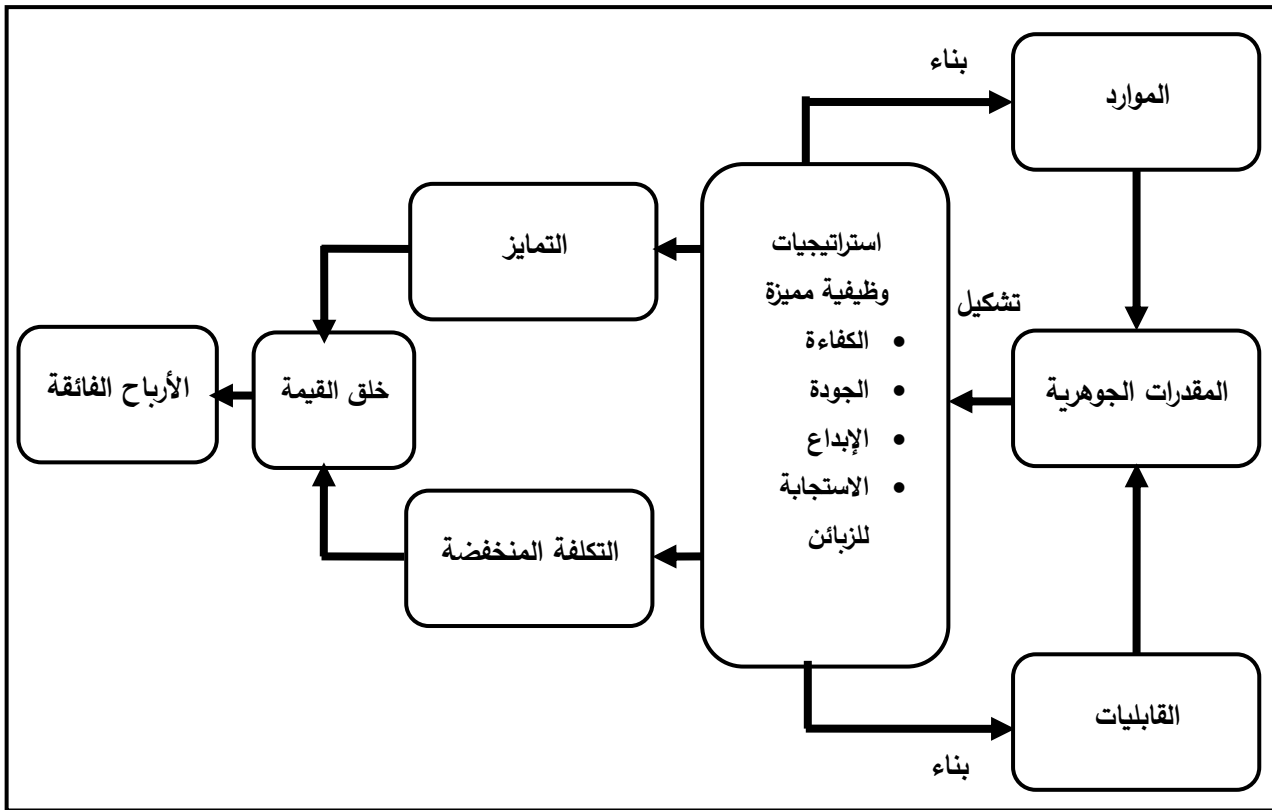 بناء
الموارد
استراتيجيات
وظيفية مميزة
• الكفاءة
• الجودة
• الإبداع
• الاستجابة
للزبائن
التمايز
تشكيل
المقدرات الجوهرية
خلق القيمة
الأرباح الفائقة
التكلفة المنخفضة
القابليات
بناء